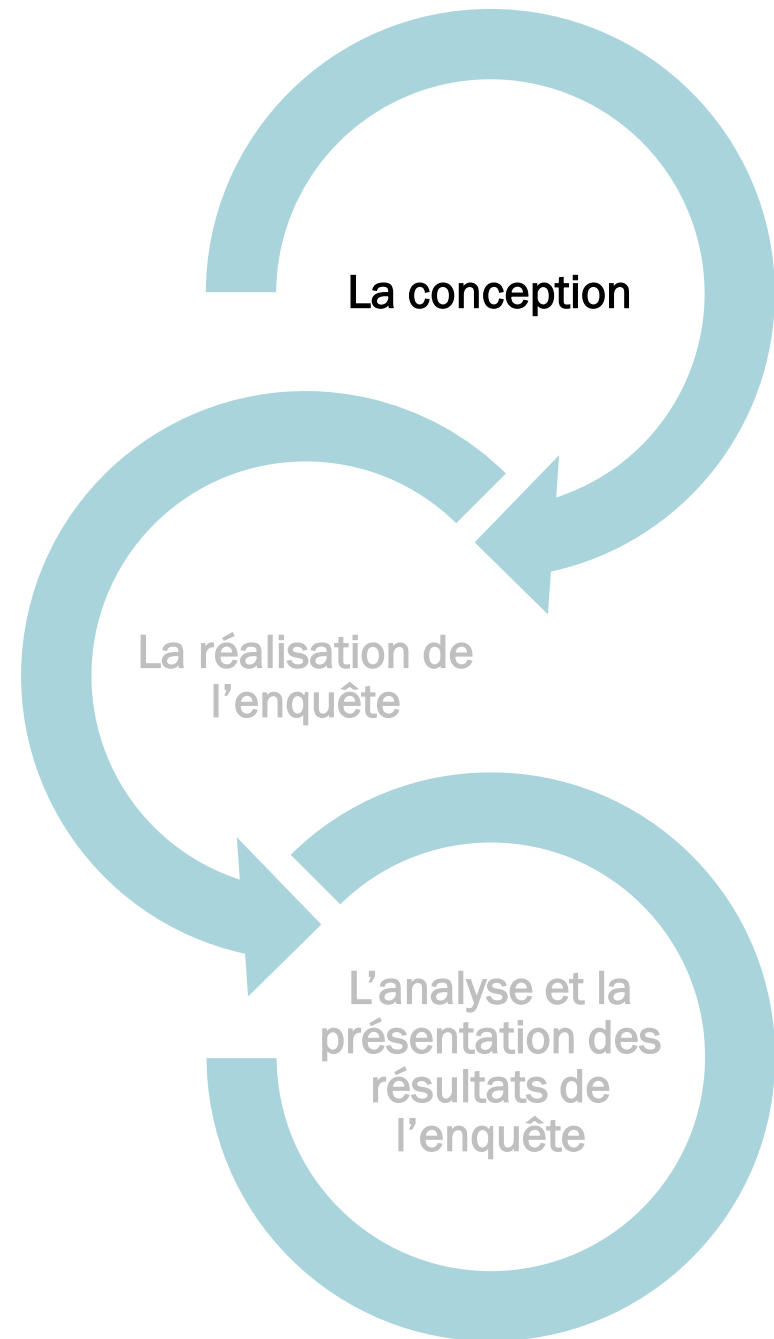 La conception
La réalisation de
l’enquête
L’analyse et la
présentation des
résultats de
l’enquête